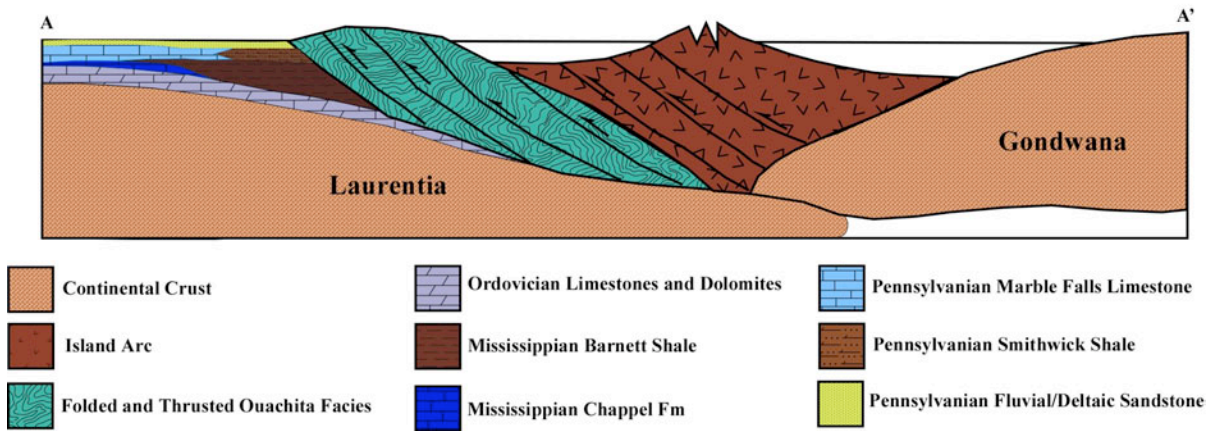 A
A'
Gondwana
Laurentia
Continental Crust
Ordovician Limestones and Dolomites
Pennsylvanian Marble Falls Limestone
Island Arc
Mississippian Barnett Shale
Pennsylvanian Smithwick Shale
Folded and Thrusted Ouachita Facies
Mississippian Chappel Fm
Pennsylvanian Fluvial/Deltaic Sandstone